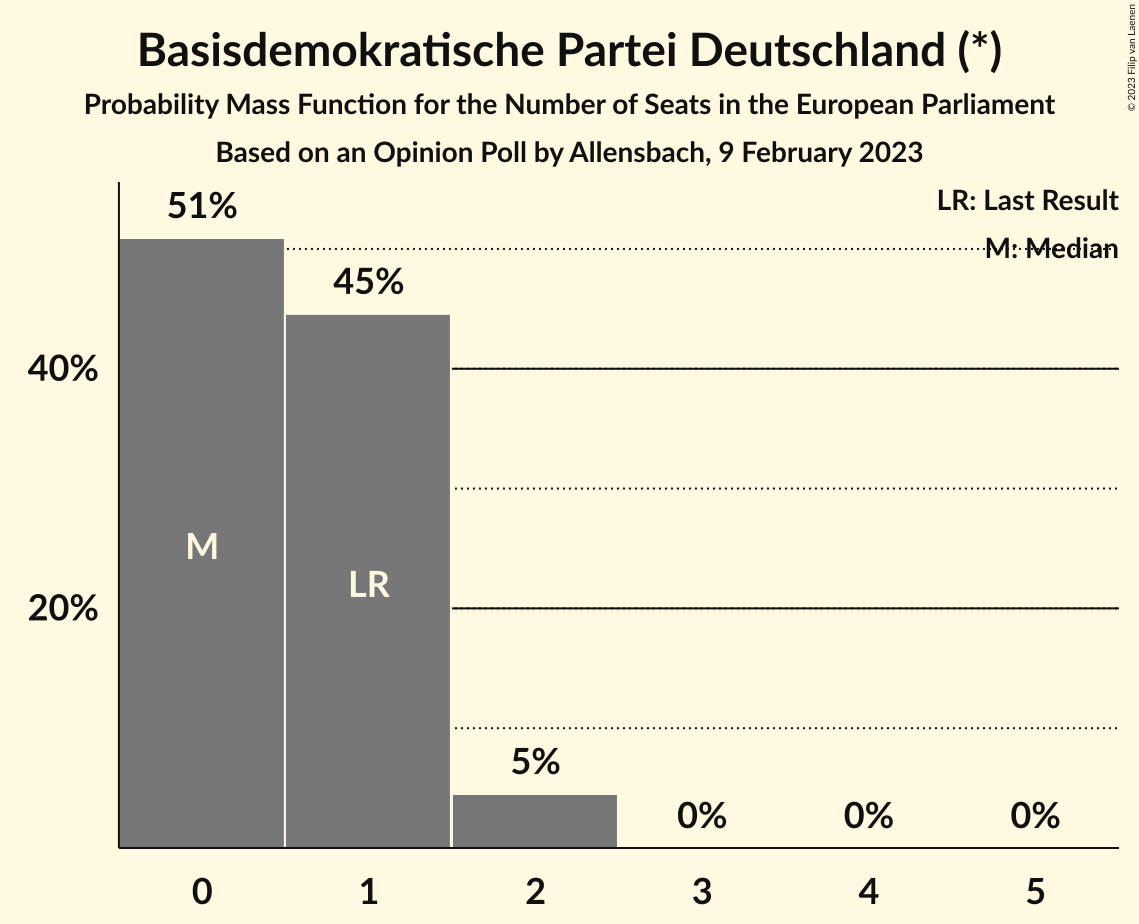 Basisdemokratische Partei Deutschland (*)
Probability Mass Function for the Number of Seats in the European Parliament
Based on an Opinion Poll by Allensbach, 9 February 2023
© 2023 Filip van Laenen
LR: Last Result
M: Median
51%
45%
40%
M
LR
20%
5%
0%
0%
0%
0
1
2
3
4
5